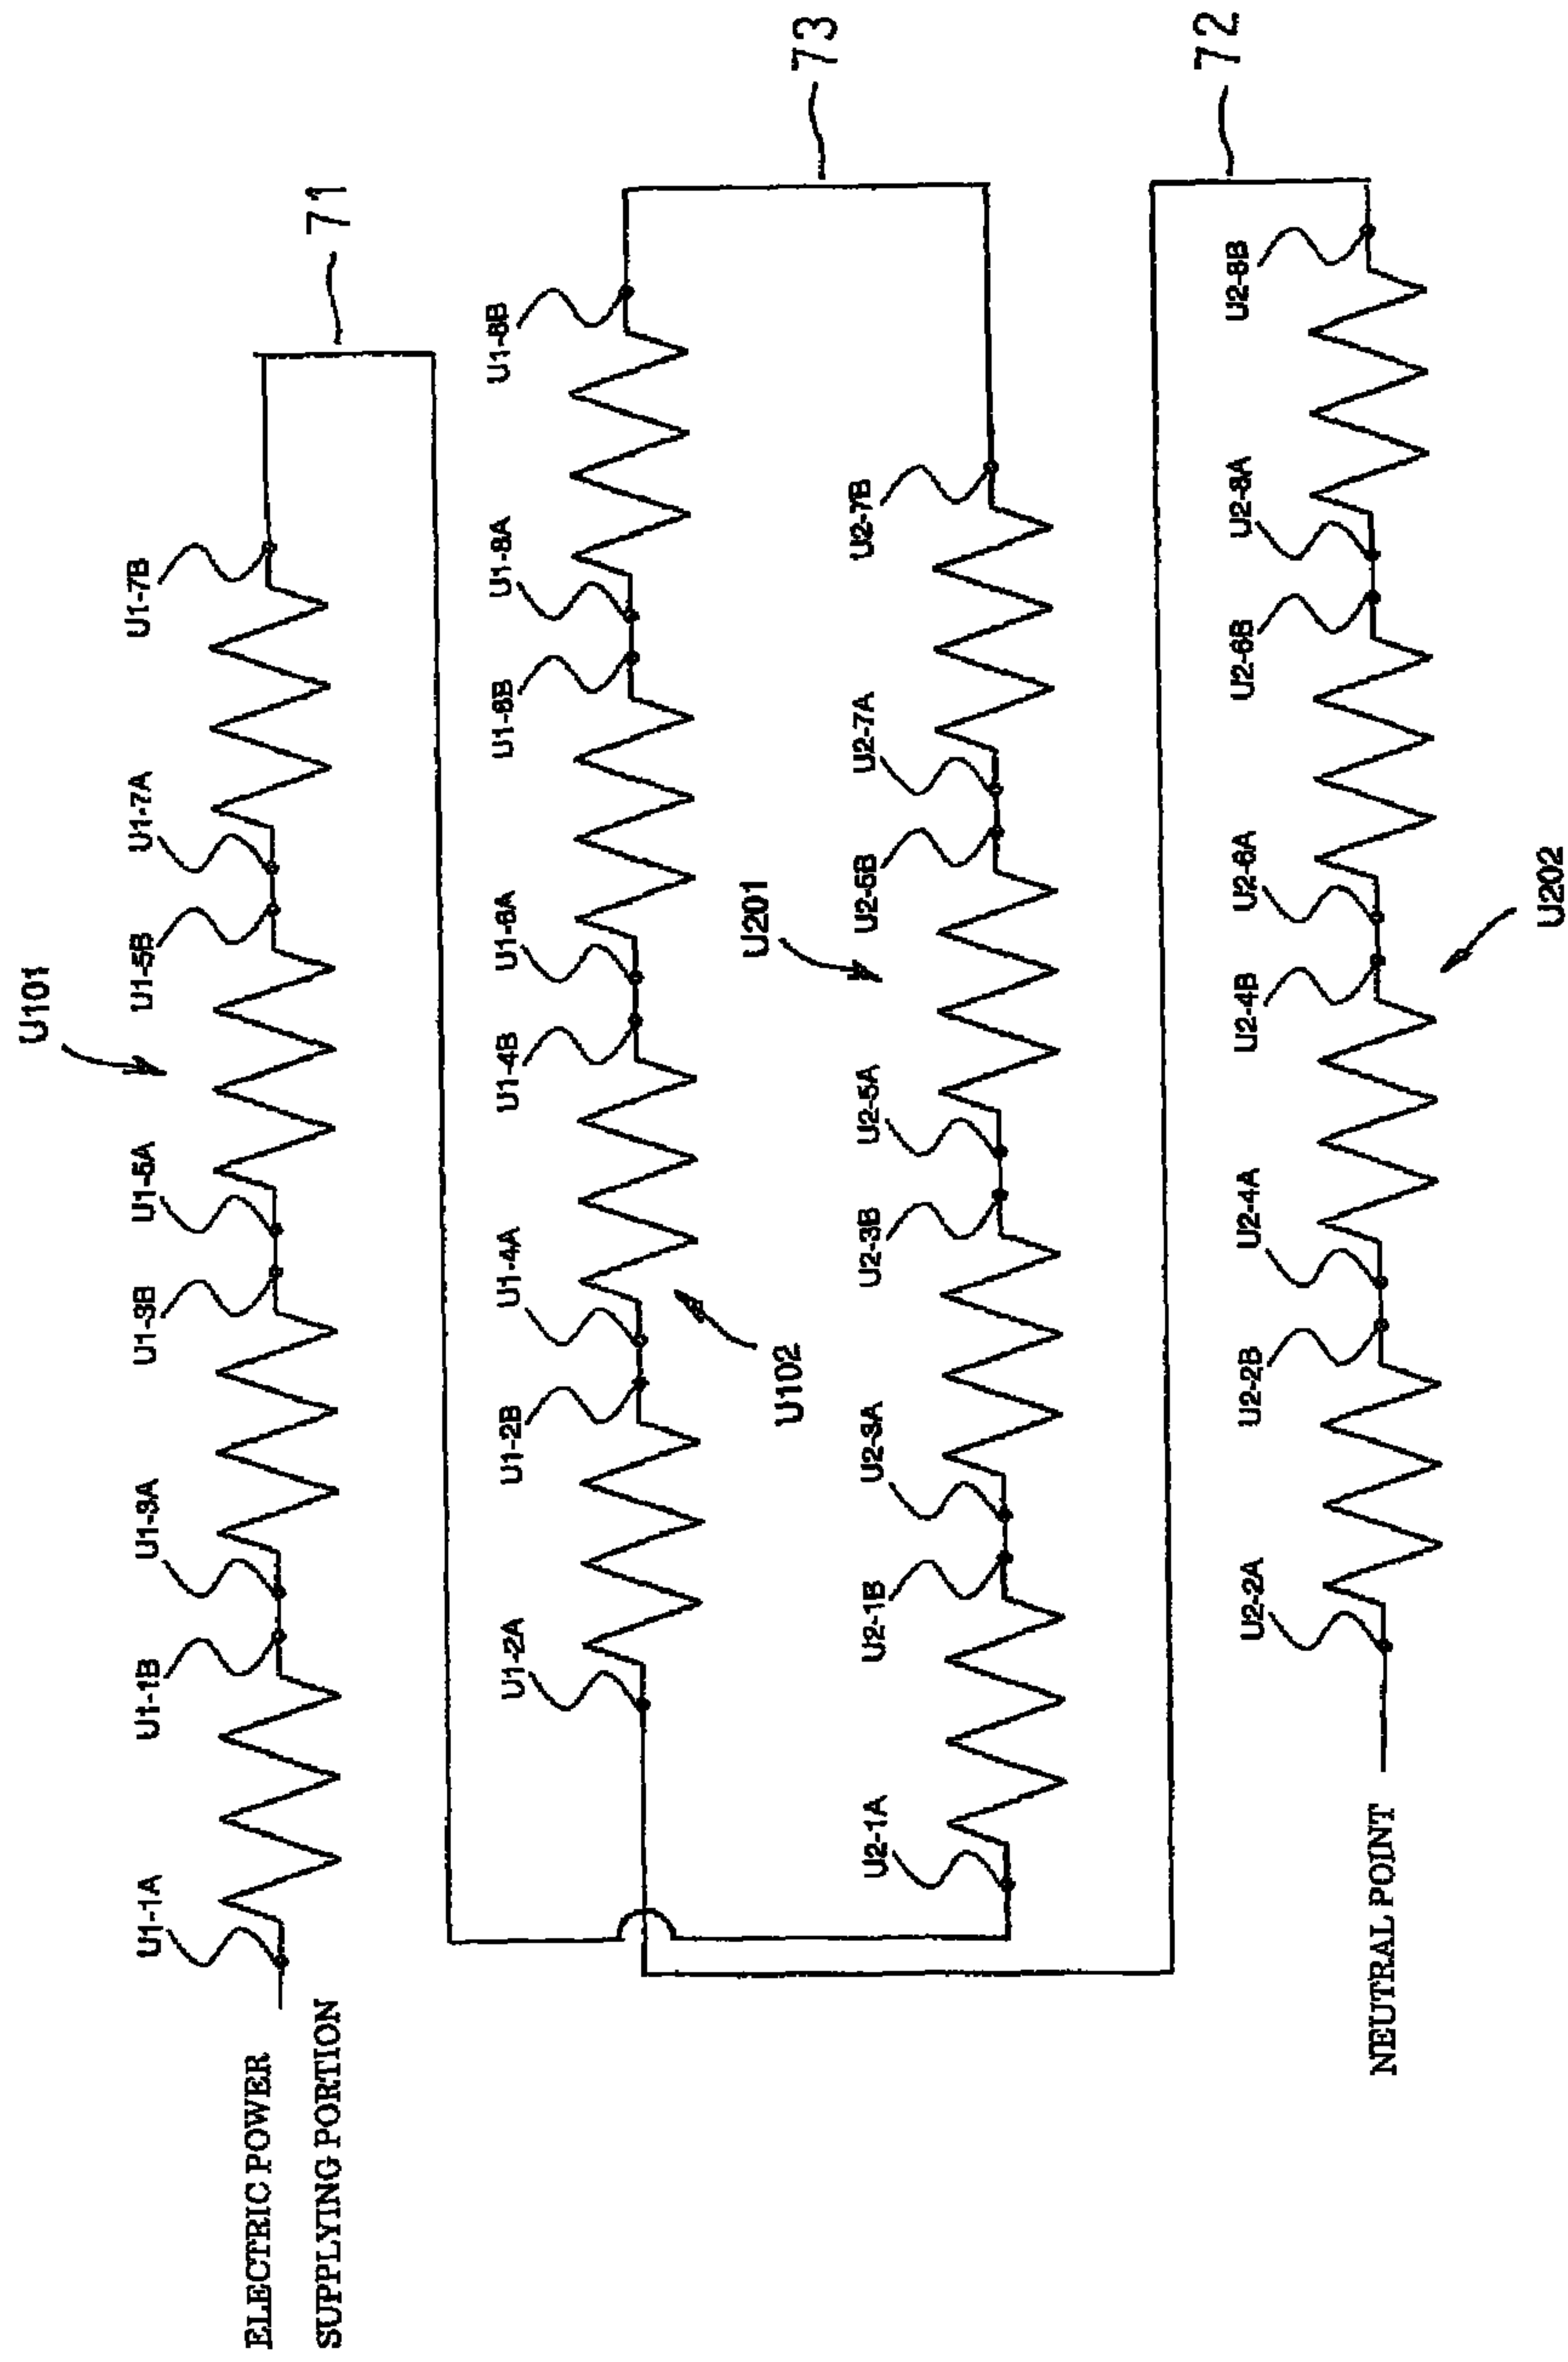 U101
U1-1A
U1-1B
U1-3A
U1-3B
U1-5A
U1-5B
U1-7A
U1-7B
71
ELECTRIC POWER
SUPPLYING PORTION
U1-2A
U1-2B
U1-4A
U1-4B
U1-6A
U1-6B
U1-8A
U1-8B
U102
73
U201
U2-1A
U2-1B
U2-3A
U2-3B
U2-5A
U2-5B
U2-7A
U2-7B
72
U2-2A
U2-2B
U2-4A
U2-4B
U2-6A
U2-6B
U2-8A
U2-8B
NEUTRAL POINT
U202